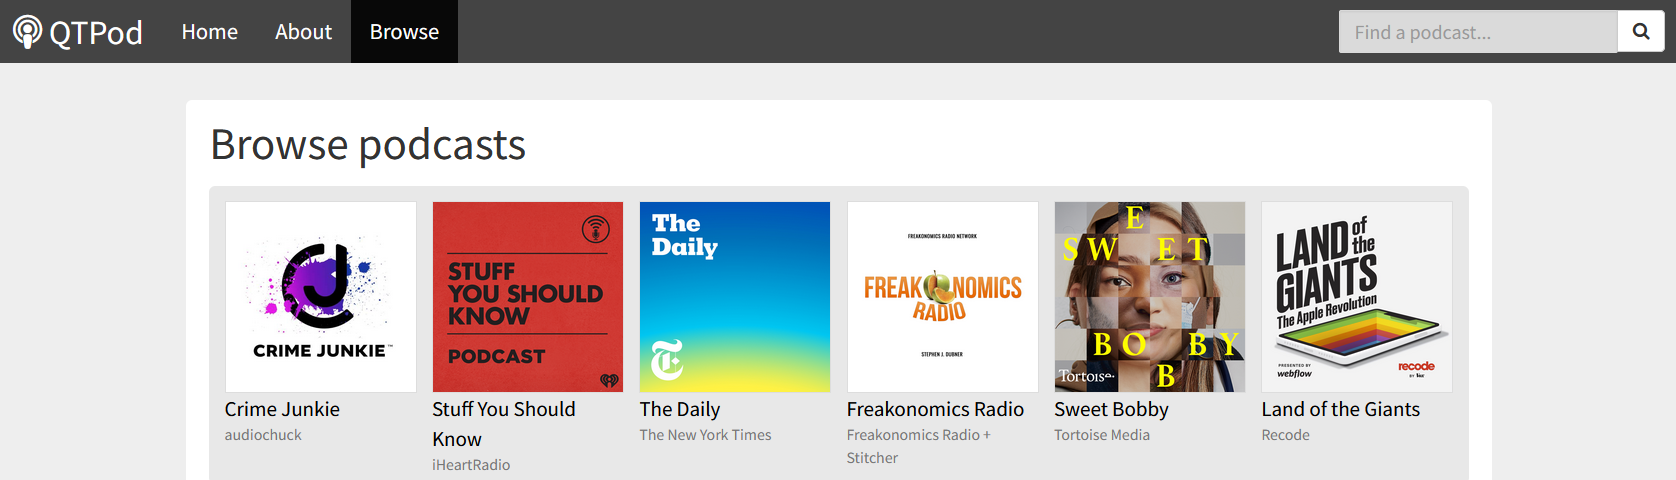 QTPod Home About Browse Find a podcast...
Browse podcasts
CRIME JUNKIE™
STUFF
YOU SHOULD
KNOW
PODCAST
The
Daily
FREAKONOMICS RADIO NETWORK
FREAKONOMICS
RADIO
STEPHEN J. DUBNER
E
SWEET
BOBY
B
Tortoise
LAND of
the
GIANTS
The Apple Revolution
PRESENTED BY
webflow
recode
BY Vox
Crime Junkie
audiochuck
Stuff You Should
Know
iHeartRadio
The Daily
The New York Times
Freakonomics Radio
Freakonomics Radio +
Stitcher
Sweet Bobby
Tortoise Media
Land of the Giants
Recode